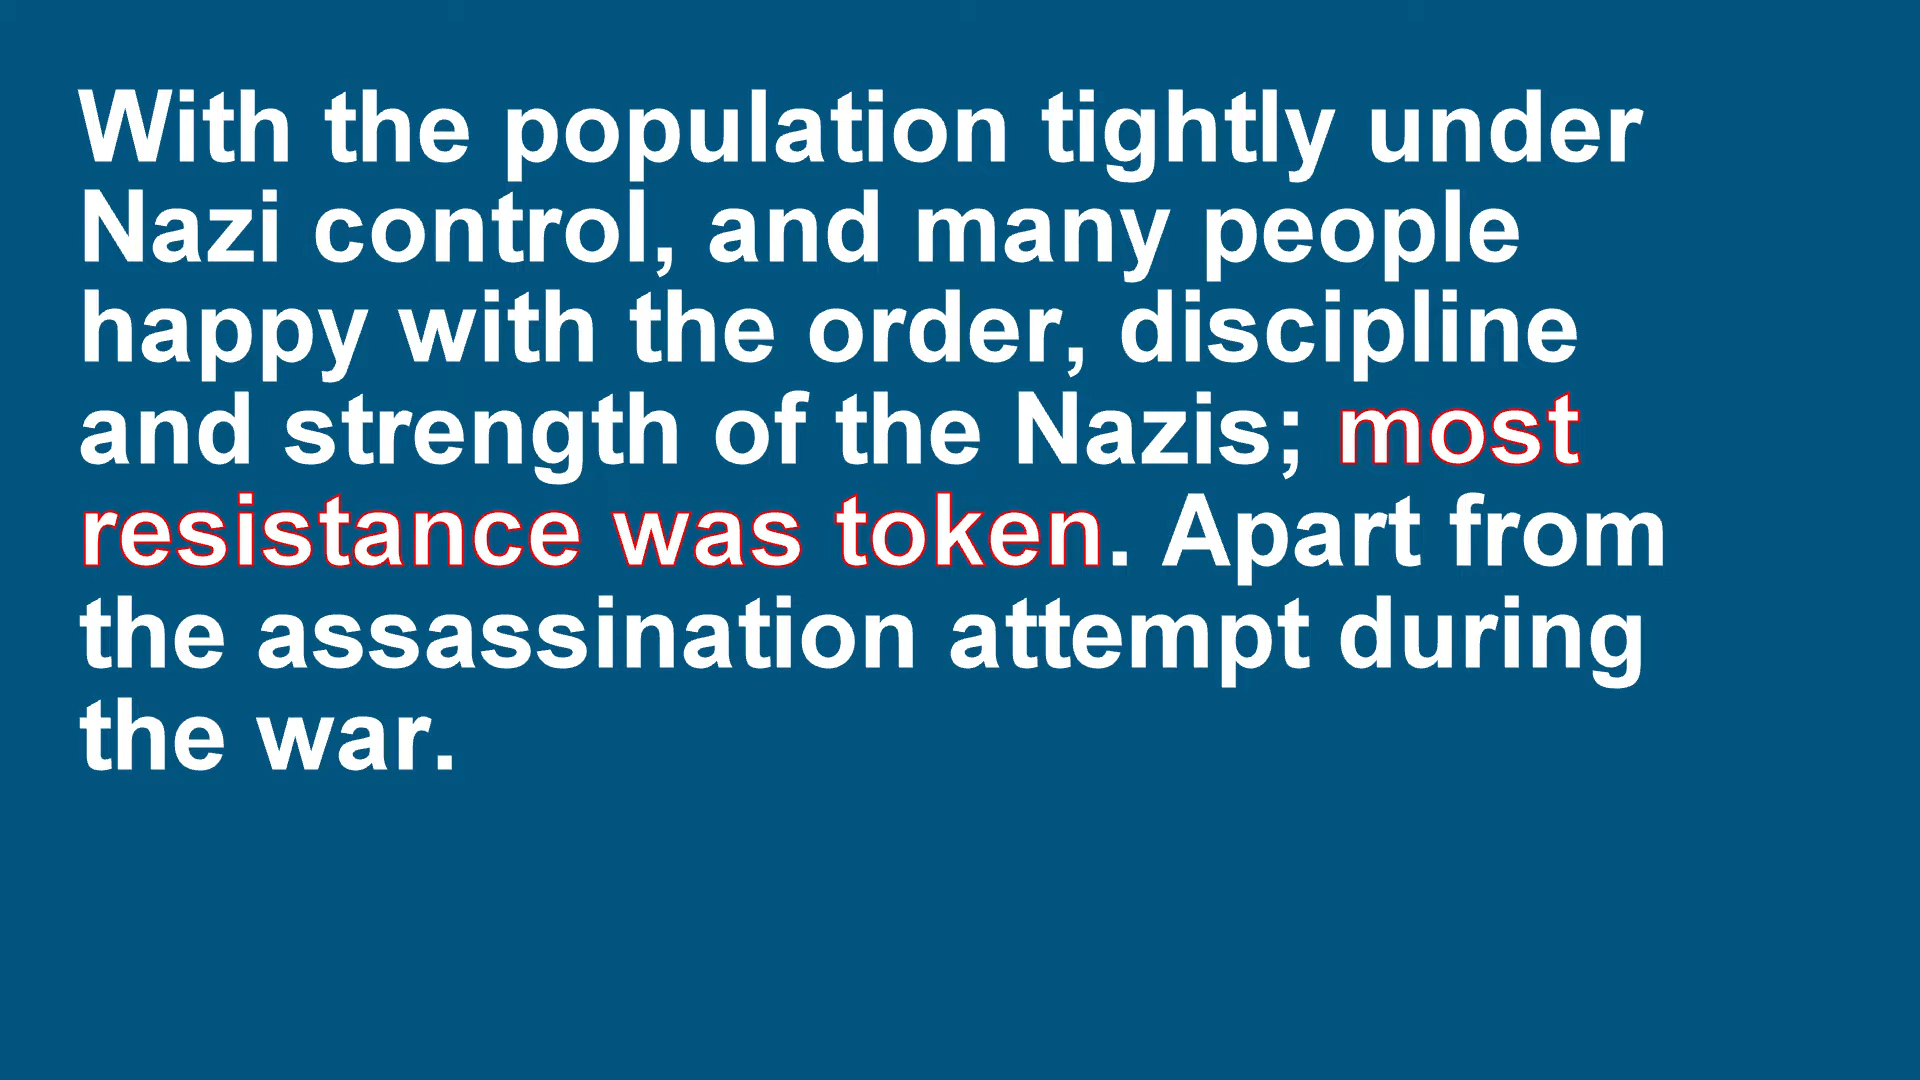 With the population tightly under
Nazi control, and many people
happy with the order, discipline
and strength of the Nazis; most
resistance was token. Apart from
the assassination attempt during
the war.